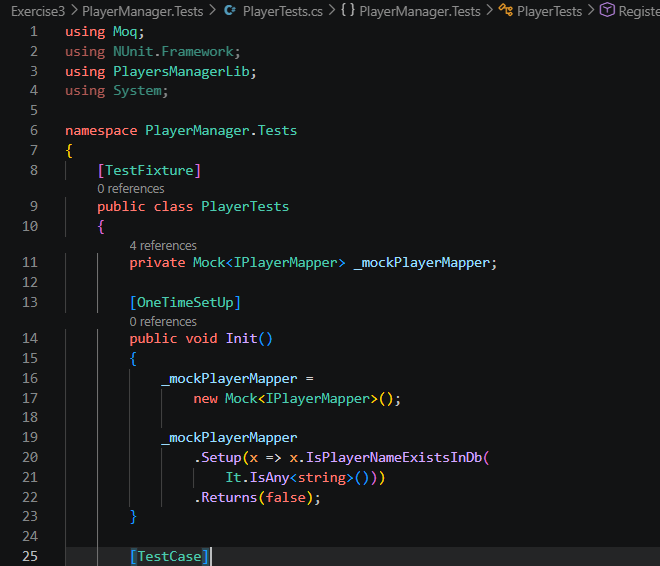 Exercise3 > PlayerManager.Tests > PlayerTests.cs > {} PlayerManager.Tests > PlayerTests > Registe
1 using Moq;
2 using NUnit.Framework;
3 using PlayersManagerLib;
4 using System;
5
6 namespace PlayerManager.Tests
7 {
8 [TestFixture]
0 references
9 public class PlayerTests
10 {
4 references
11 private Mock<IPlayerMapper> _mockPlayerMapper;
12
13 [OneTimeSetUp]
0 references
14 public void Init()
15 {
16 _mockPlayerMapper =
17 new Mock<IPlayerMapper>();
18
19 _mockPlayerMapper
20 .Setup(x => x.IsPlayerNameExistsInDb(
21 It.IsAny<string>()))
22 .Returns(false);
23 }
24
25 [TestCase]